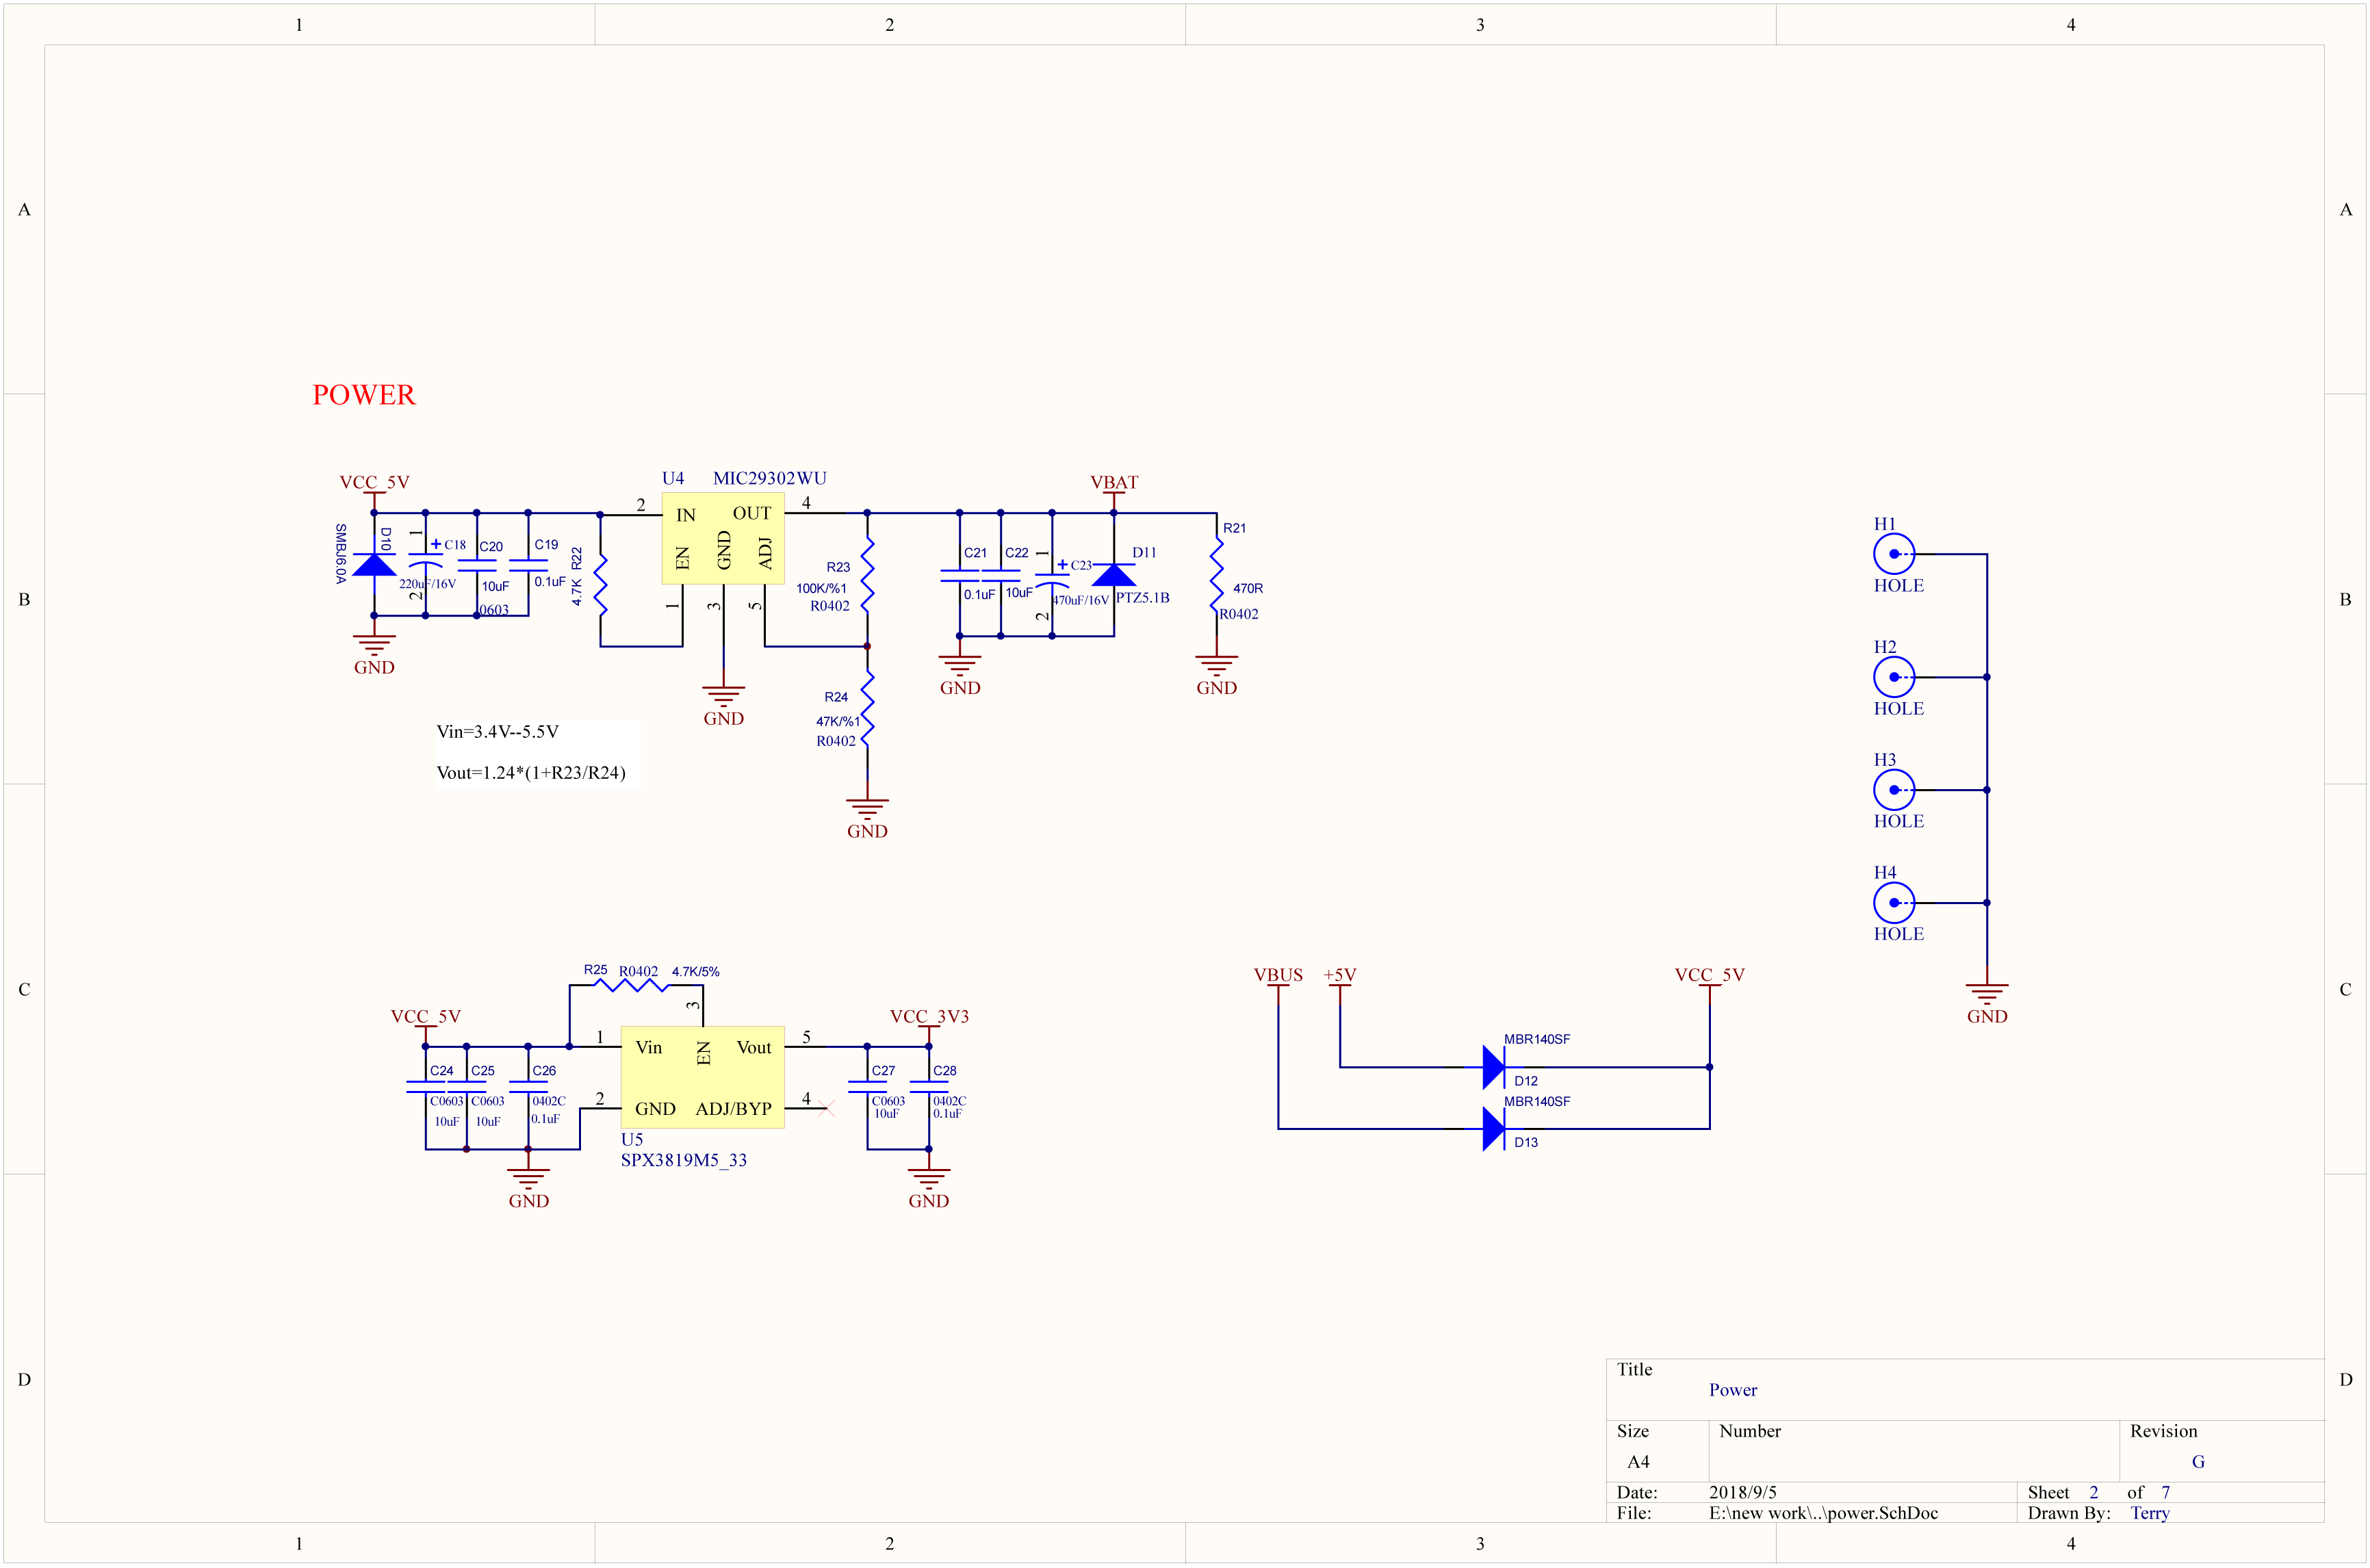 1 2 3 4
A A
POWER
VCC_5V
SMBJ6.0A
D10
1
2
C18
220uF/16V
C20
10uF
0603
C19
0.1uF
4.7K R22
U4 MIC29302WU
2 IN
OUT 4
EN
GND
ADJ
1
3
5
GND
GND
R23
100K/%1
R0402
R24
47K/%1
R0402
GND
C21
0.1uF
C22
10uF
1
2
C23
470uF/16V
VBAT
D11
PTZ5.1B
GND
R21
470R
R0402
GND
B B
Vin=3.4V--5.5V
Vout=1.24*(1+R23/R24)
H1
HOLE
H2
HOLE
H3
HOLE
H4
HOLE
GND
C C
R25 R0402 4.7K/5%
3
VCC_5V
C24
C0603
10uF
C25
C0603
10uF
C26
0402C
0.1uF
1 Vin
EN
Vout 5
2 GND
ADJ/BYP 4
U5
SPX3819M5_33
GND
VCC_3V3
C27
C0603
10uF
C28
0402C
0.1uF
GND
VBUS +5V VCC_5V
MBR140SF
D12
MBR140SF
D13
D D
Title
Power
Size Number Revision
A4 G
Date: 2018/9/5 Sheet 2 of 7
File: E:\new work\..\power.SchDoc Drawn By: Terry
1 2 3 4